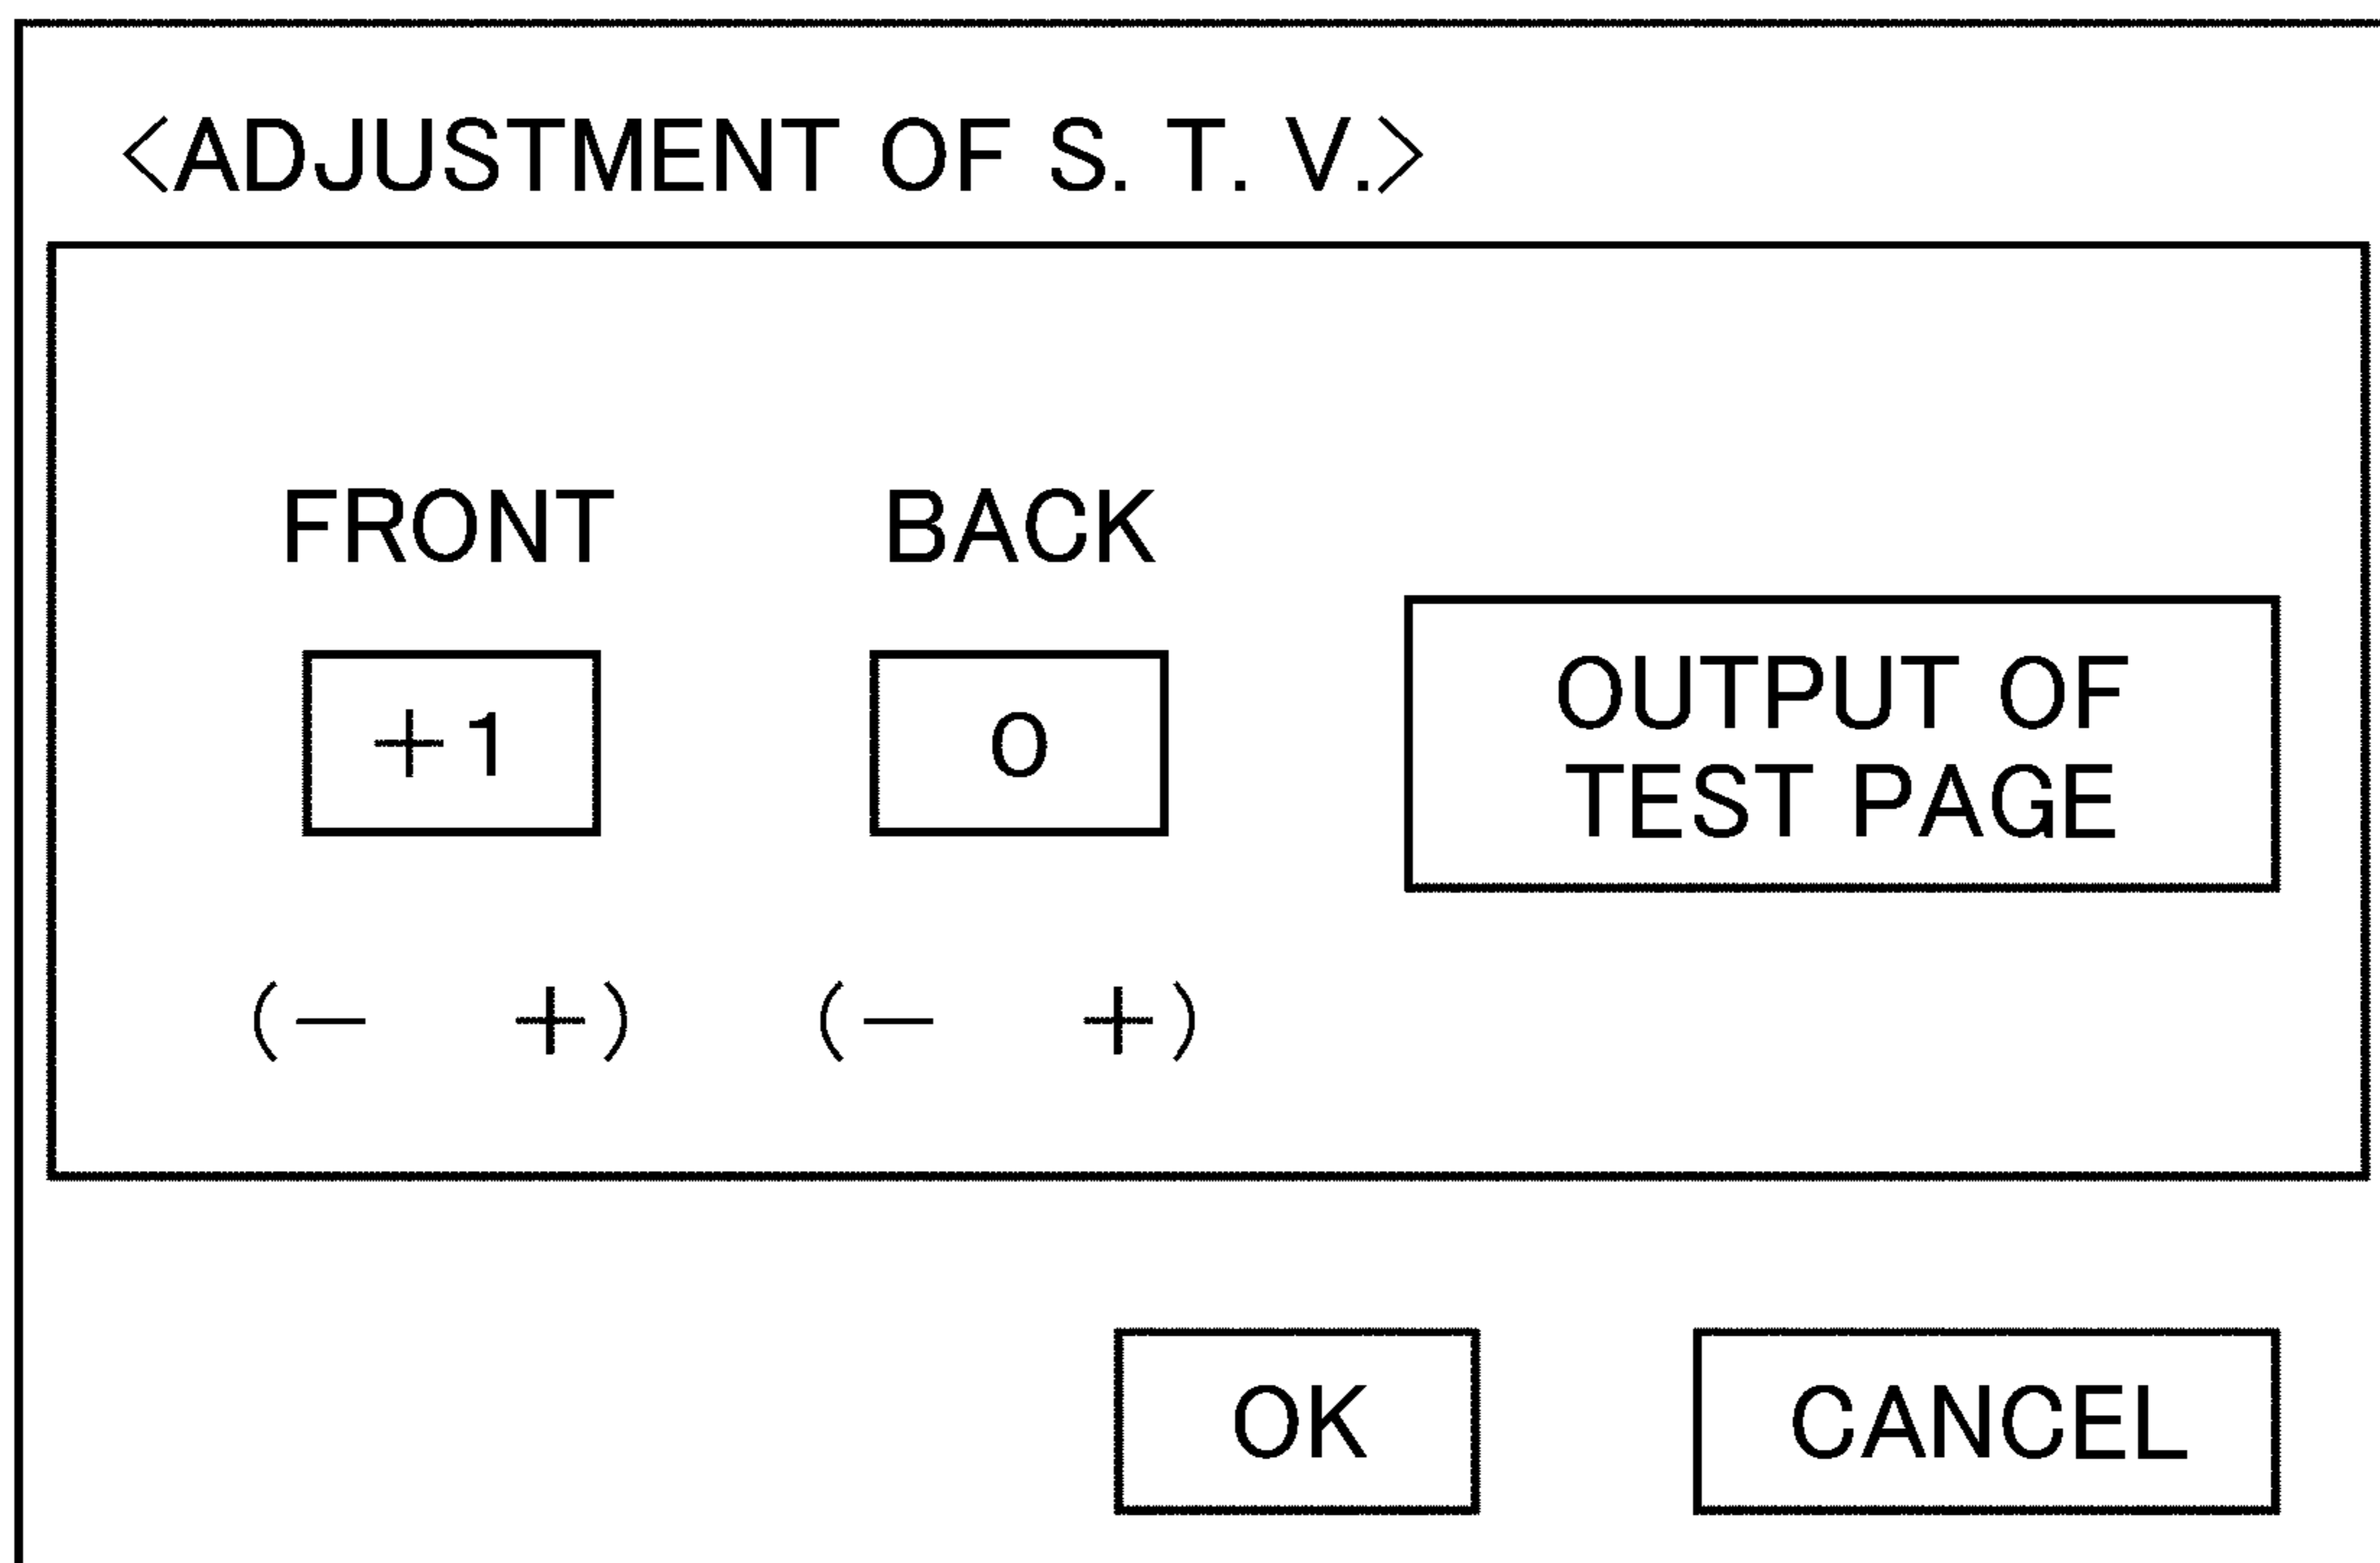 <ADJUSTMENT OF S. T. V.>
FRONT BACK
+1 0
OUTPUT OF
TEST PAGE
(− +) (− +)
OK CANCEL